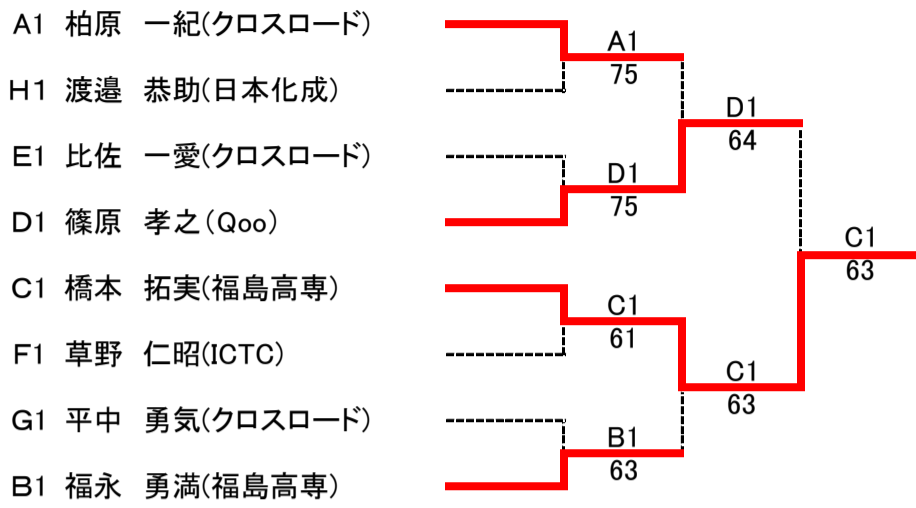 A1 柏原 一紀(クロスロード)
H1 渡邉 恭助(日本化成)
E1 比佐 一愛(クロスロード)
D1 篠原 孝之(Qoo)
C1 橋本 拓実(福島高専)
F1 草野 仁昭(ICTC)
G1 平中 勇気(クロスロード)
B1 福永 勇満(福島高専)
A1
75
D1
75
C1
61
B1
63
D1
64
C1
63
C1
63